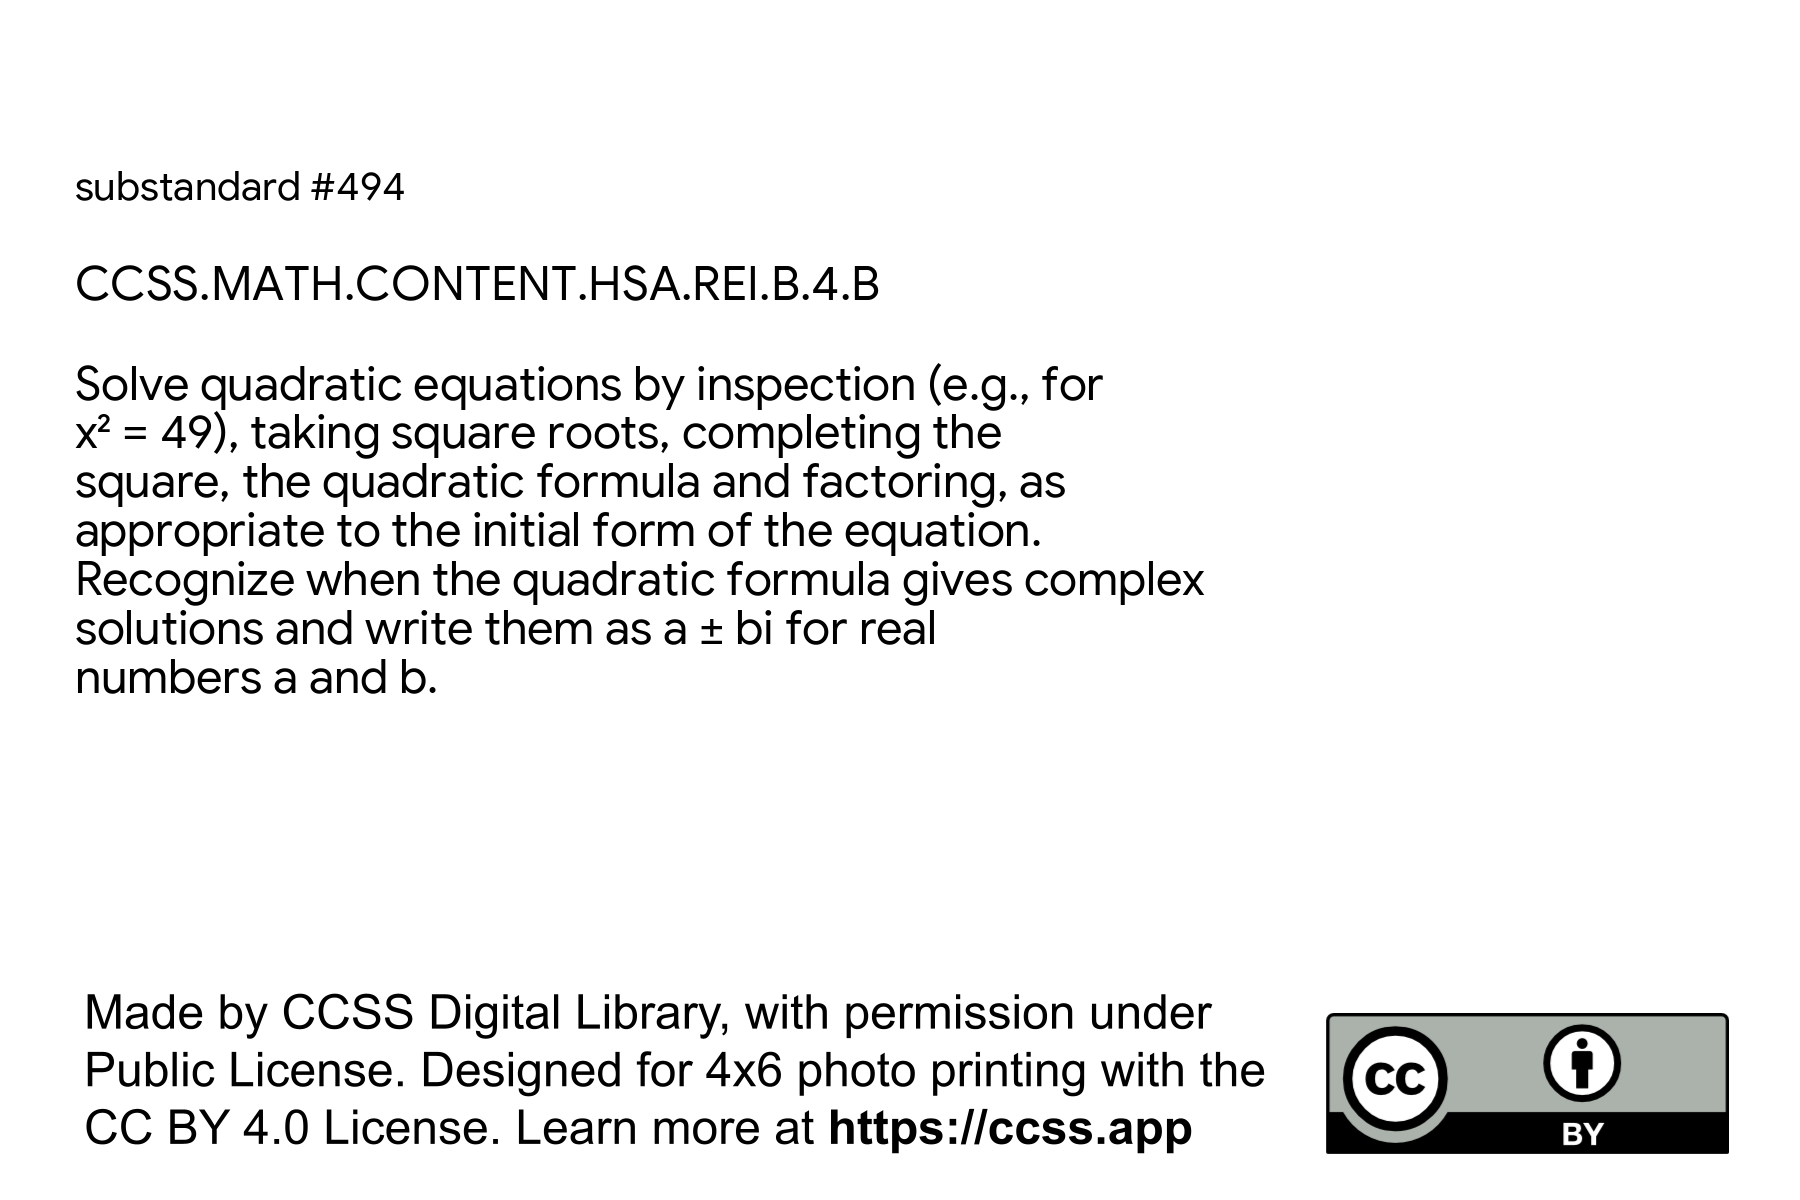 substandard #494
CCSS.MATH.CONTENT.HSA.REI.B.4.B
Solve quadratic equations by inspection (e.g., for
x² = 49), taking square roots, completing the
square, the quadratic formula and factoring, as
appropriate to the initial form of the equation.
Recognize when the quadratic formula gives complex
solutions and write them as a ± bi for real
numbers a and b.
Made by CCSS Digital Library, with permission under
Public License. Designed for 4x6 photo printing with the
CC BY 4.0 License. Learn more at https://ccss.app
CC
BY